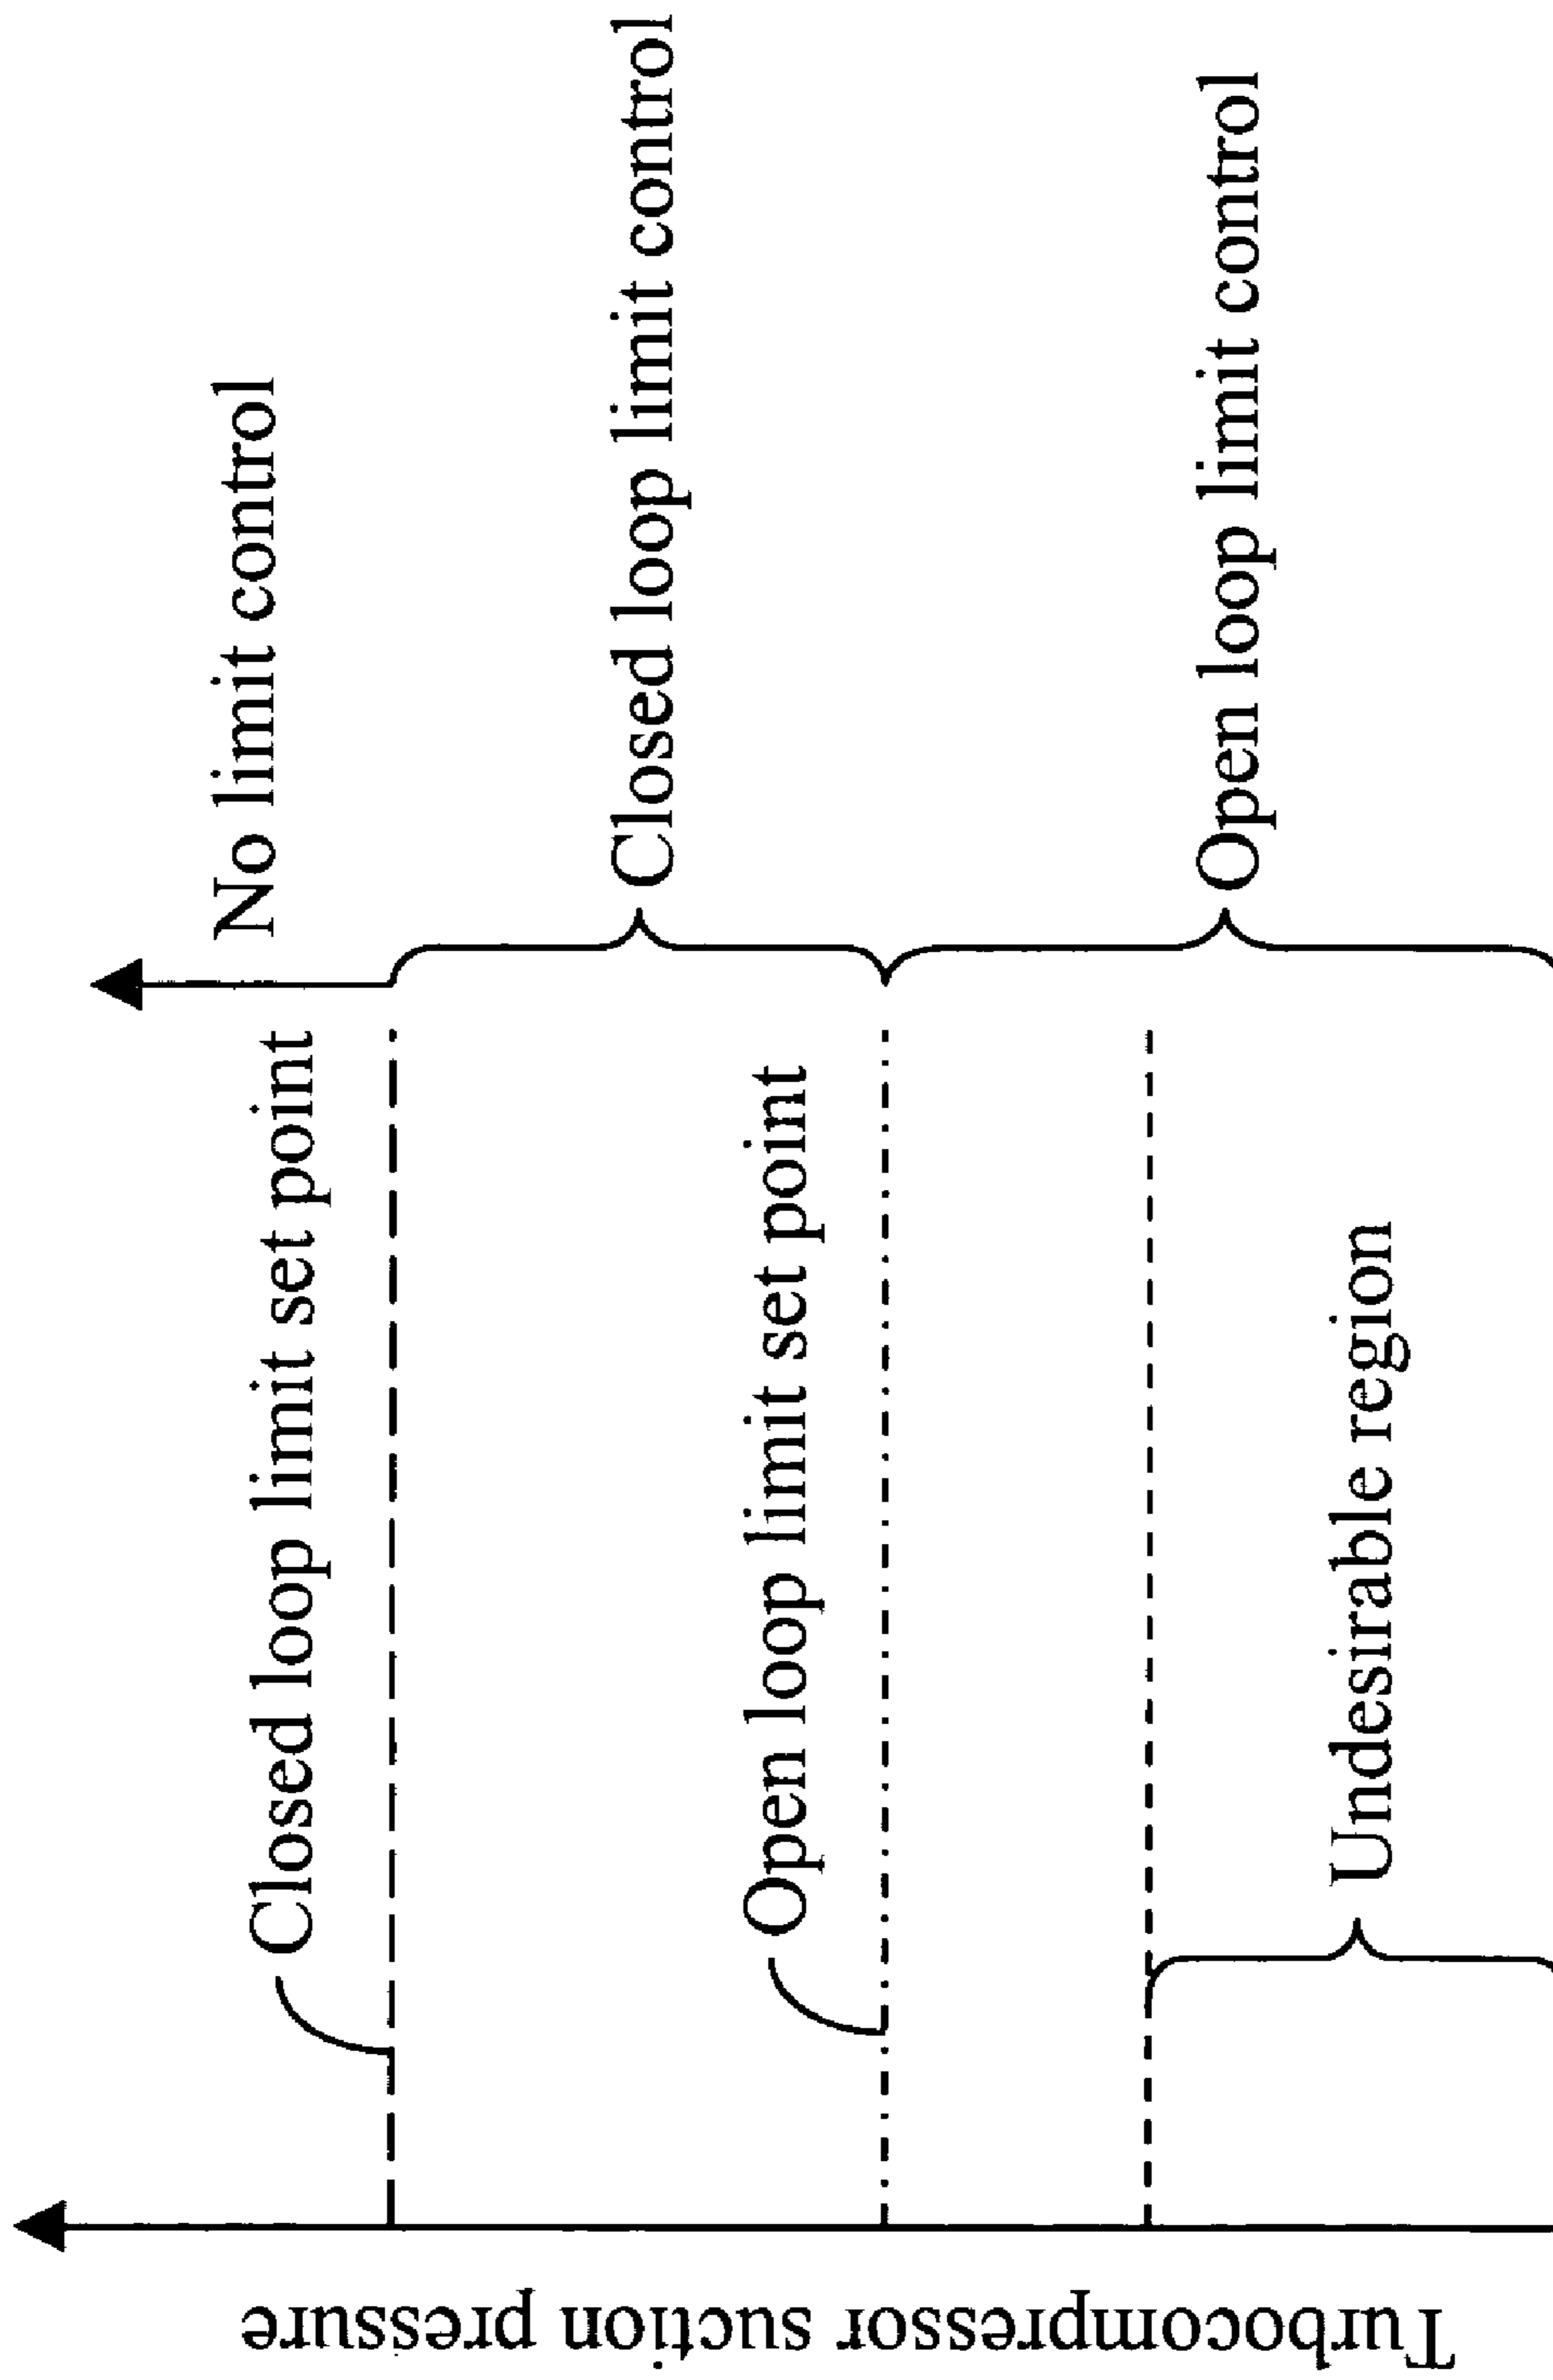 No limit control
Closed loop limit set point
Closed loop limit control
Open loop limit set point
Open loop limit control
Undesirable region
Turbocompressor suction pressure